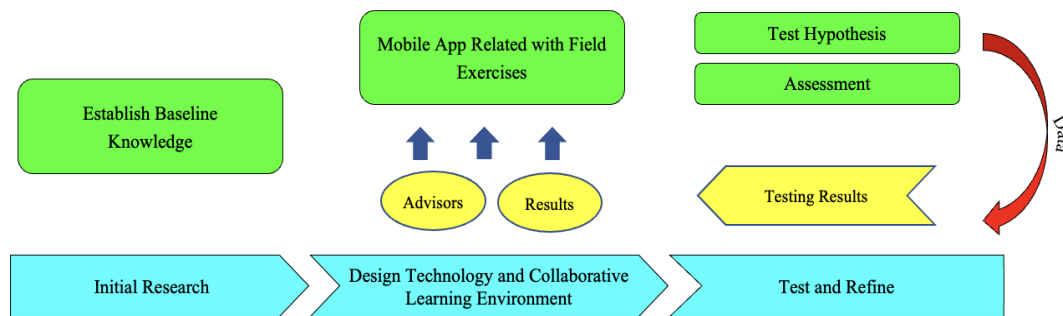 Establish Baseline
Knowledge
Mobile App Related with Field
Exercises
Advisors
Results
Test Hypothesis
Assessment
Testing Results
Data
Initial Research
Design Technology and Collaborative
Learning Environment
Test and Refine